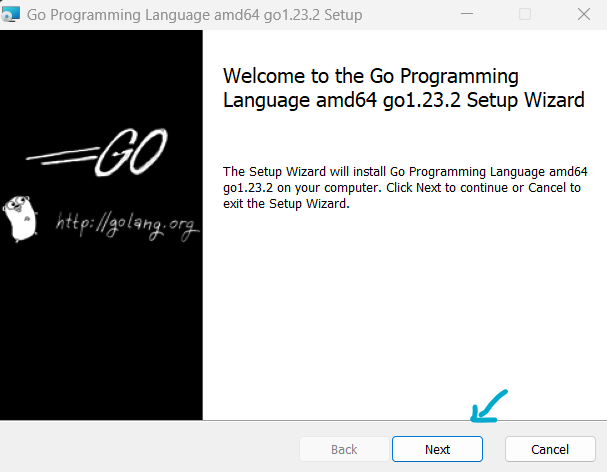 Go Programming Language amd64 go1.23.2 Setup
Welcome to the Go Programming
Language amd64 go1.23.2 Setup Wizard
GO
http://golang.org
The Setup Wizard will install Go Programming Language amd64
go1.23.2 on your computer. Click Next to continue or Cancel to
exit the Setup Wizard.
Back
Next
Cancel